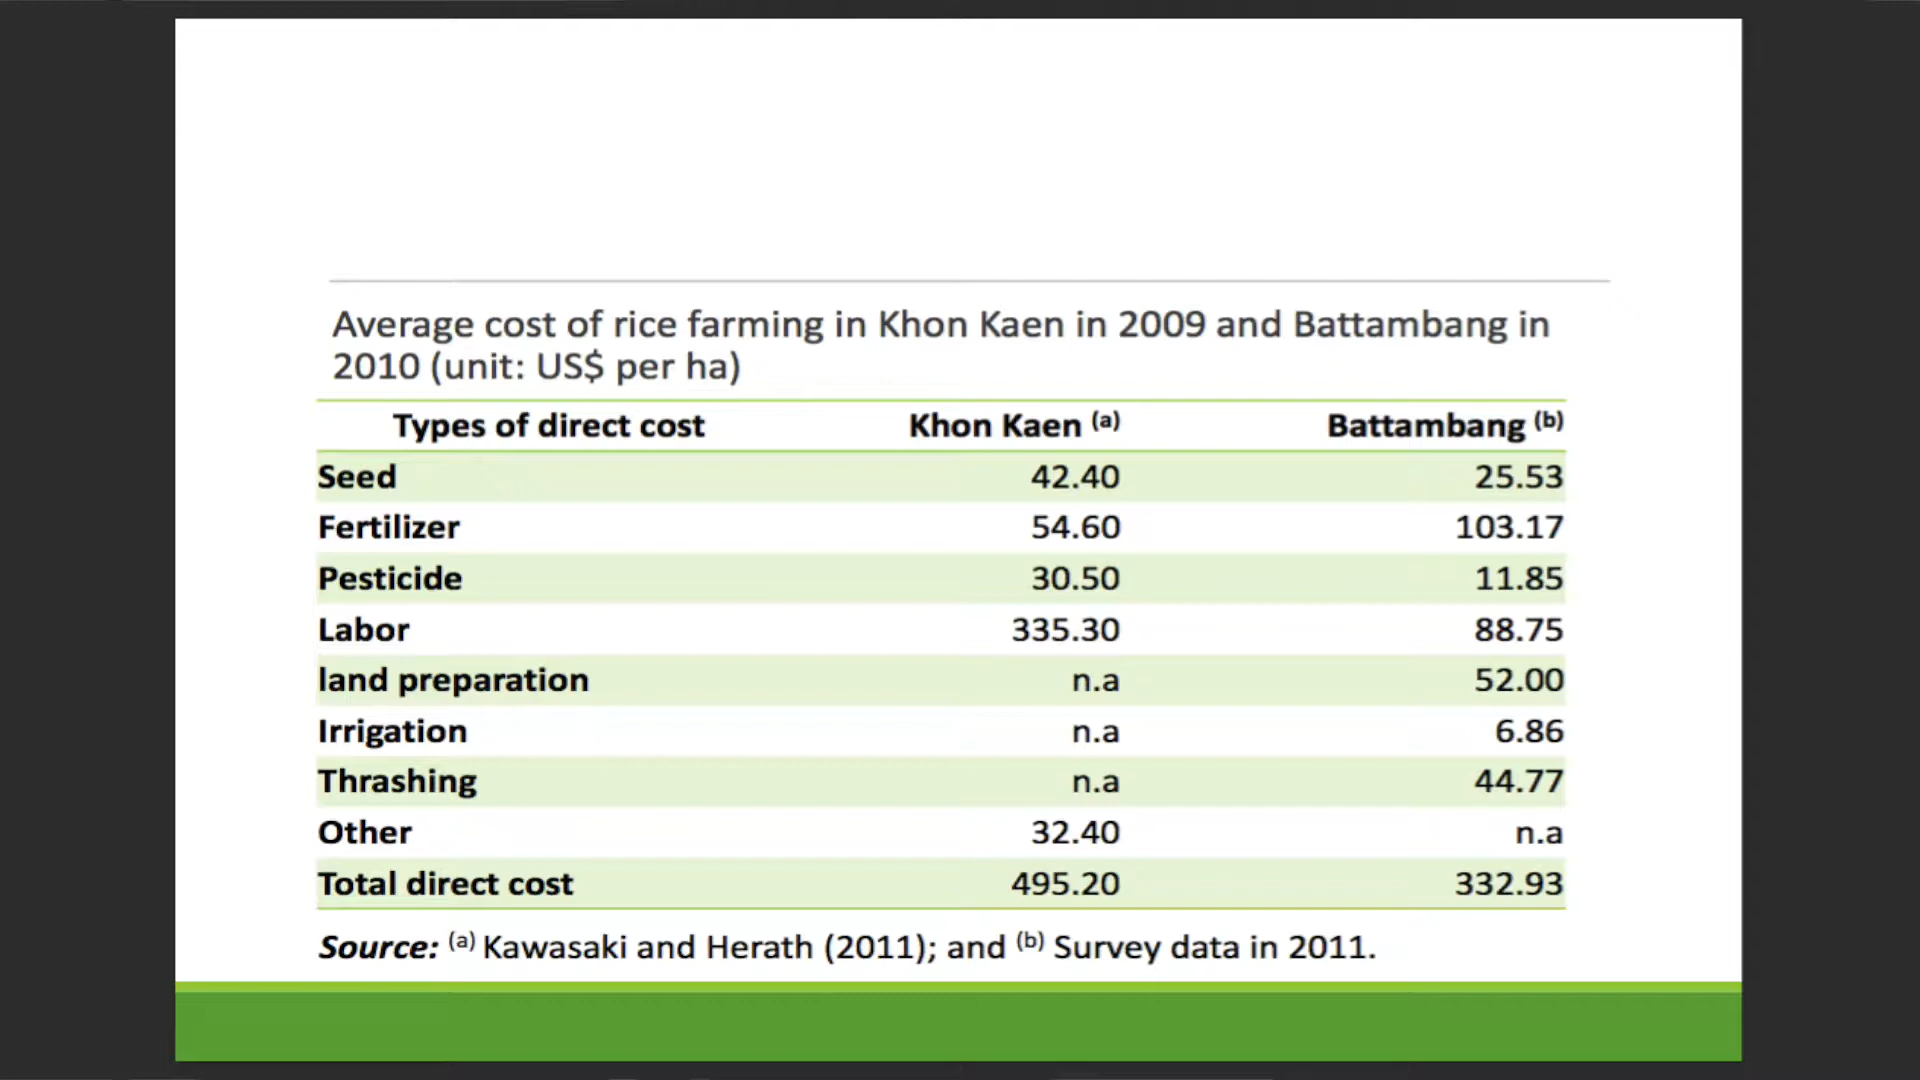 Average cost of rice farming in Khon Kaen in 2009 and Battambang in
2010 (unit: US$ per ha)
Types of direct cost Khon Kaen (a) Battambang (b)
Seed 42.40 25.53
Fertilizer 54.60 103.17
Pesticide 30.50 11.85
Labor 335.30 88.75
land preparation n.a 52.00
Irrigation n.a 6.86
Thrashing n.a 44.77
Other 32.40 n.a
Total direct cost 495.20 332.93
Source: (a) Kawasaki and Herath (2011); and (b) Survey data in 2011.